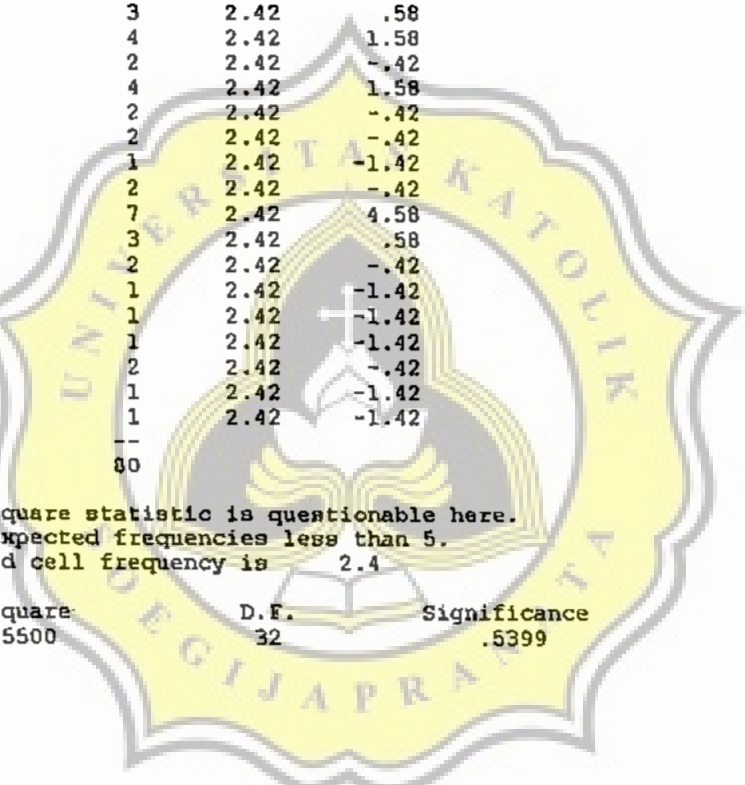 3 2.42 .58
4 2.42 1.58
2 2.42 -.42
4 2.42 1.58
2 2.42 -.42
2 2.42 -.42
1 2.42 -1.42
2 2.42 -.42
7 2.42 4.58
3 2.42 .58
2 2.42 -.42
1 2.42 -1.42
1 2.42 -1.42
1 2.42 -1.42
2 2.42 -.42
1 2.42 -1.42
1 2.42 -1.42
--
80
quare statistic is questionable here.
xpected frequencies less than 5.
d cell frequency is 2.4
quare D.F. Significance
5500 32 .5399
UNIVERSITAS KATOLIK
SOEGIJAPRANATA